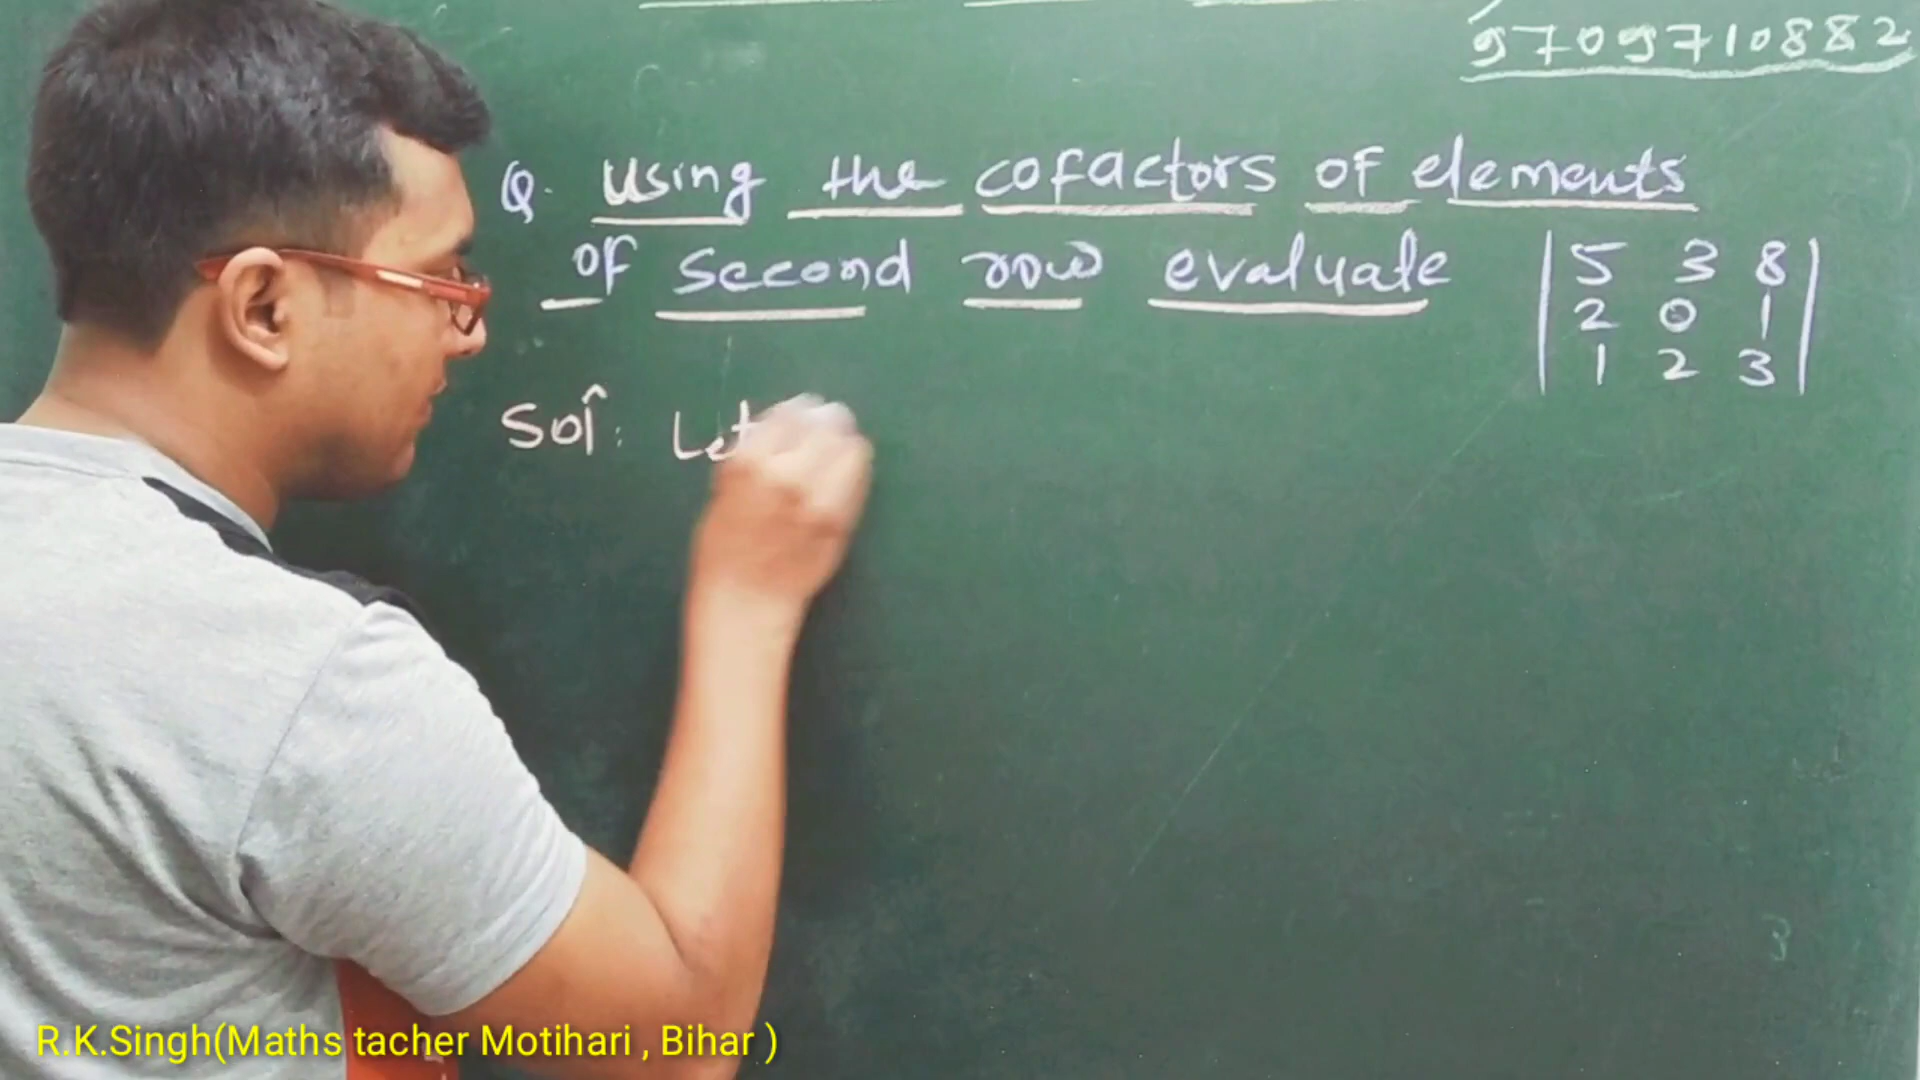 9709710882
Q. Using the cofactors of elements
of second row evaluate
5 3 8
2 0 1
1 2 3
Sol: Let
R.K.Singh(Maths tacher Motihari , Bihar )